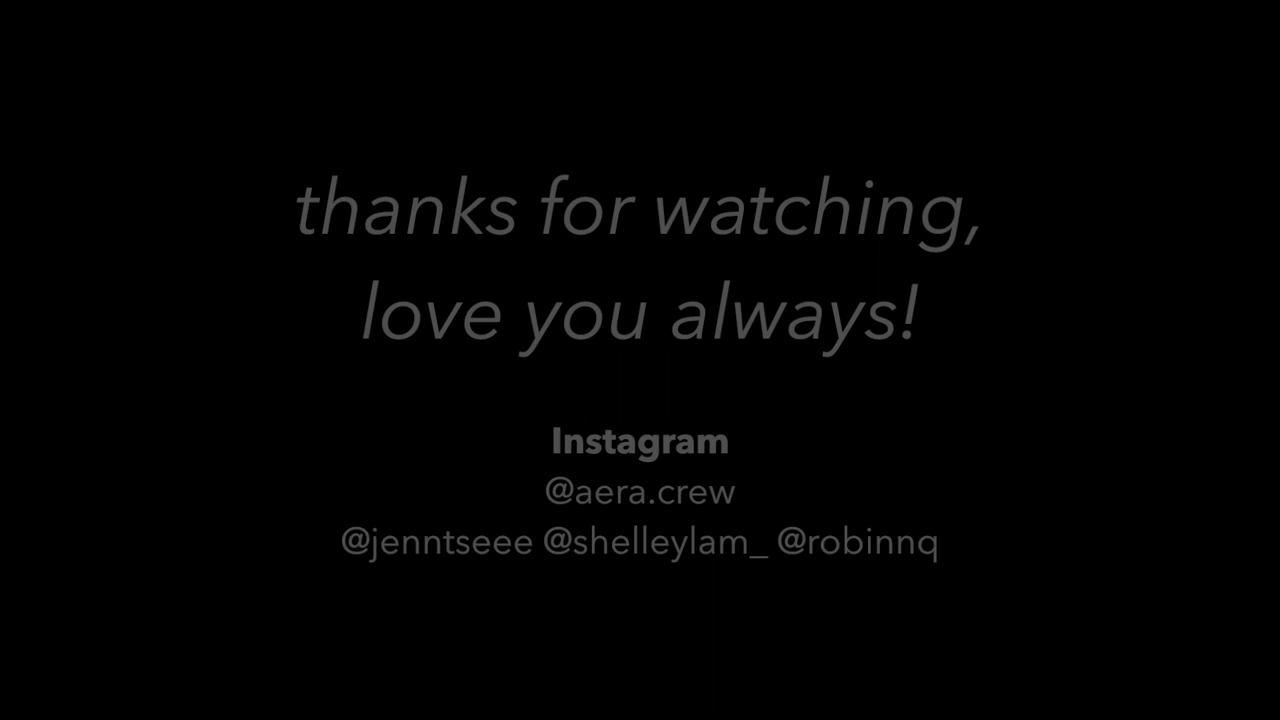 thanks for watching,
love you always!
Instagram
@aera.crew
@jenntseee @shelleylam_ @robinnq